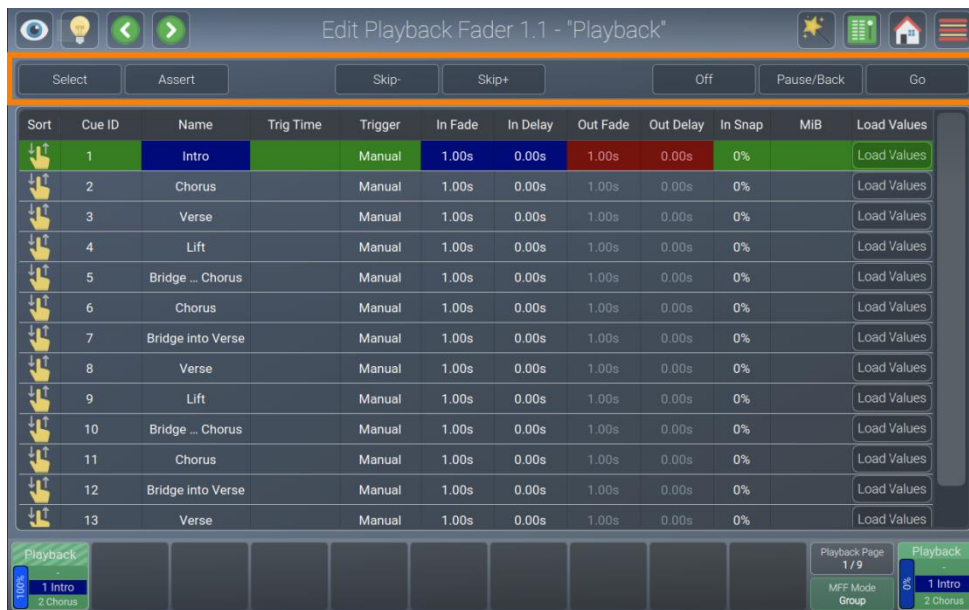 Edit Playback Fader 1.1 - "Playback"
Select Assert Skip- Skip+ Off Pause/Back Go
Sort Cue ID Name Trig Time Trigger In Fade In Delay Out Fade Out Delay In Snap MiB Load Values
1 Intro Manual 1.00s 0.00s 1.00s 0.00s 0% Load Values
2 Chorus Manual 1.00s 0.00s 1.00s 0.00s 0% Load Values
3 Verse Manual 1.00s 0.00s 1.00s 0.00s 0% Load Values
4 Lift Manual 1.00s 0.00s 1.00s 0.00s 0% Load Values
5 Bridge ... Chorus Manual 1.00s 0.00s 1.00s 0.00s 0% Load Values
6 Chorus Manual 1.00s 0.00s 1.00s 0.00s 0% Load Values
7 Bridge into Verse Manual 1.00s 0.00s 1.00s 0.00s 0% Load Values
8 Verse Manual 1.00s 0.00s 1.00s 0.00s 0% Load Values
9 Lift Manual 1.00s 0.00s 1.00s 0.00s 0% Load Values
10 Bridge ... Chorus Manual 1.00s 0.00s 1.00s 0.00s 0% Load Values
11 Chorus Manual 1.00s 0.00s 1.00s 0.00s 0% Load Values
12 Bridge into Verse Manual 1.00s 0.00s 1.00s 0.00s 0% Load Values
13 Verse Manual 1.00s 0.00s 1.00s 0.00s 0% Load Values
Playback
-
100%
1 Intro
2 Chorus
Playback Page
1 / 9
MFF Mode
Group
Playback
-
0%
1 Intro
2 Chorus